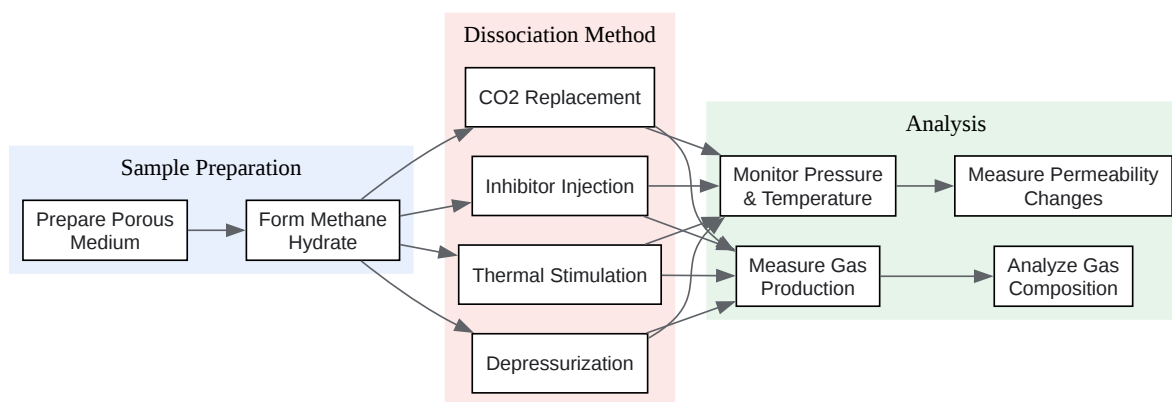 Sample Preparation
Prepare Porous
Medium
Form Methane
Hydrate
Dissociation Method
CO2 Replacement
Inhibitor Injection
Thermal Stimulation
Depressurization
Analysis
Monitor Pressure
& Temperature
Measure Permeability
Changes
Measure Gas
Production
Analyze Gas
Composition